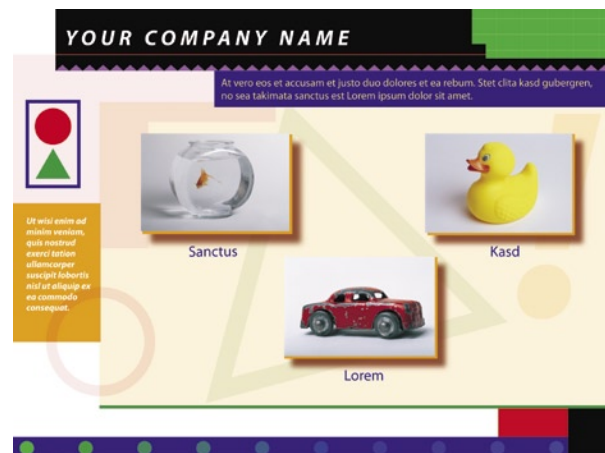 YOUR COMPANY NAME
At vero eos et accusam et justo duo dolores et ea rebum. Stet clita kasd gubergren,
no sea takimata sanctus est Lorem ipsum dolor sit amet.
Ut wisi enim ad
minim veniam,
quis nostrud
exerci tation
ullamcorper
suscipit lobortis
nisl ut aliquip ex
ea commodo
consequat.
Sanctus
Kasd
Lorem